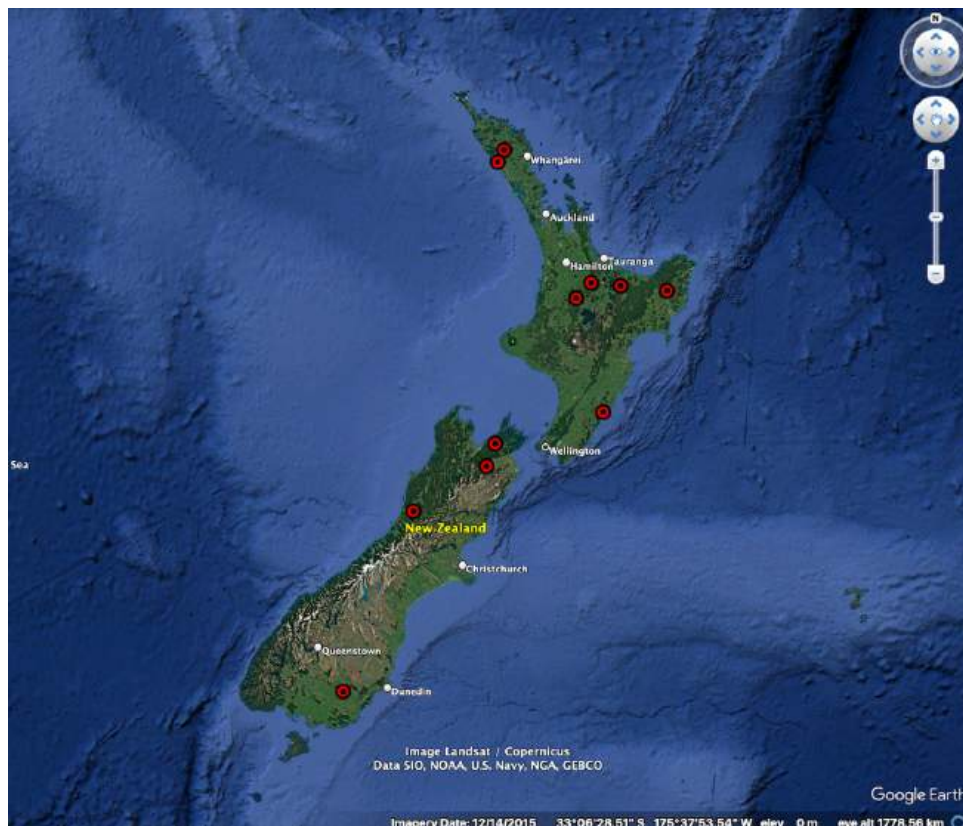 N
Whangarei
Auckland
Tauranga
Hamilton
Wellington
Sea
New Zealand
Christchurch
Queenstown
Dunedin
Image Landsat / Copernicus
Data SIO, NOAA, U.S. Navy, NGA, GEBCO
Google Earth
Imagery Date: 12/14/2015 33°06'28.51" S 175°37'53.54" W elev 0 m eye alt 1778.56 km